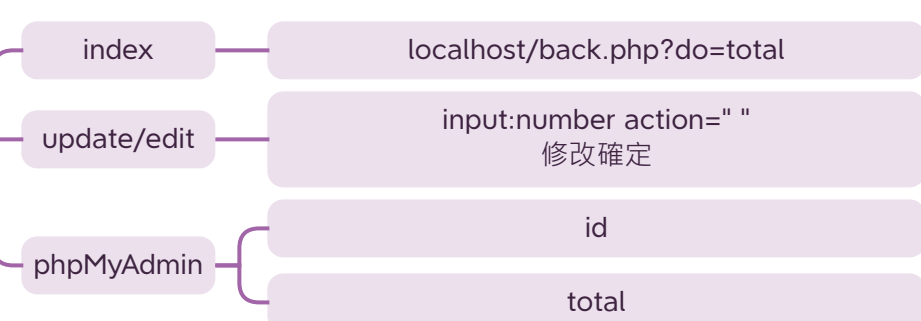 index
localhost/back.php?do=total
update/edit
input:number action=" "
修改確定
phpMyAdmin
id
total